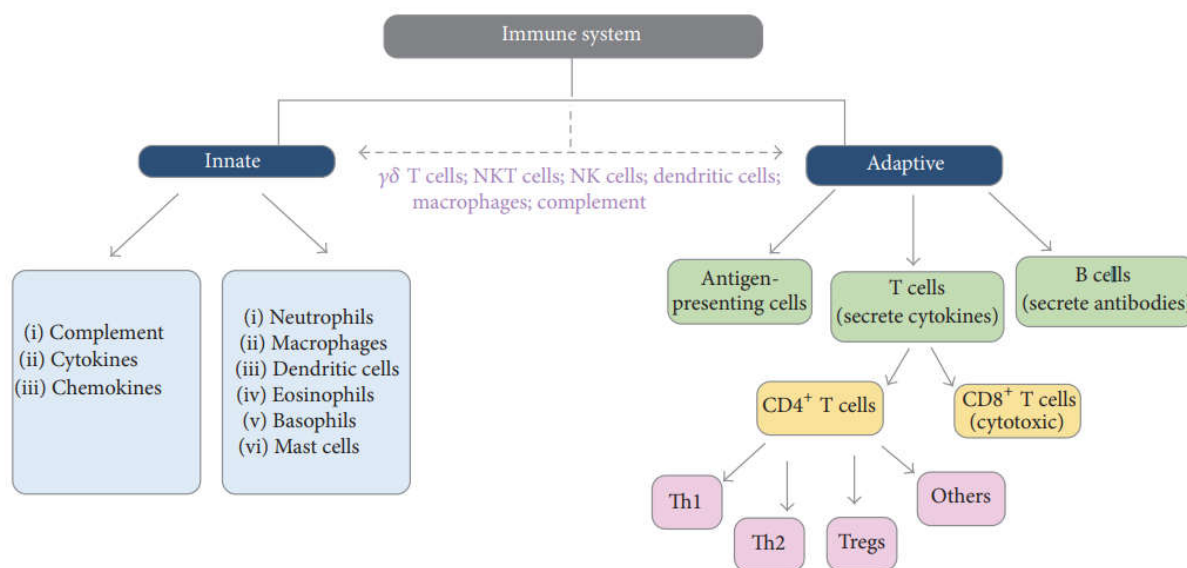 Immune system
Innate
Adaptive
γδ T cells; NKT cells; NK cells; dendritic cells;
macrophages; complement
(i) Complement
(ii) Cytokines
(iii) Chemokines
(i) Neutrophils
(ii) Macrophages
(iii) Dendritic cells
(iv) Eosinophils
(v) Basophils
(vi) Mast cells
Antigen-
presenting cells
T cells
(secrete cytokines)
B cells
(secrete antibodies)
CD4⁺ T cells
CD8⁺ T cells
(cytotoxic)
Th1
Th2
Tregs
Others